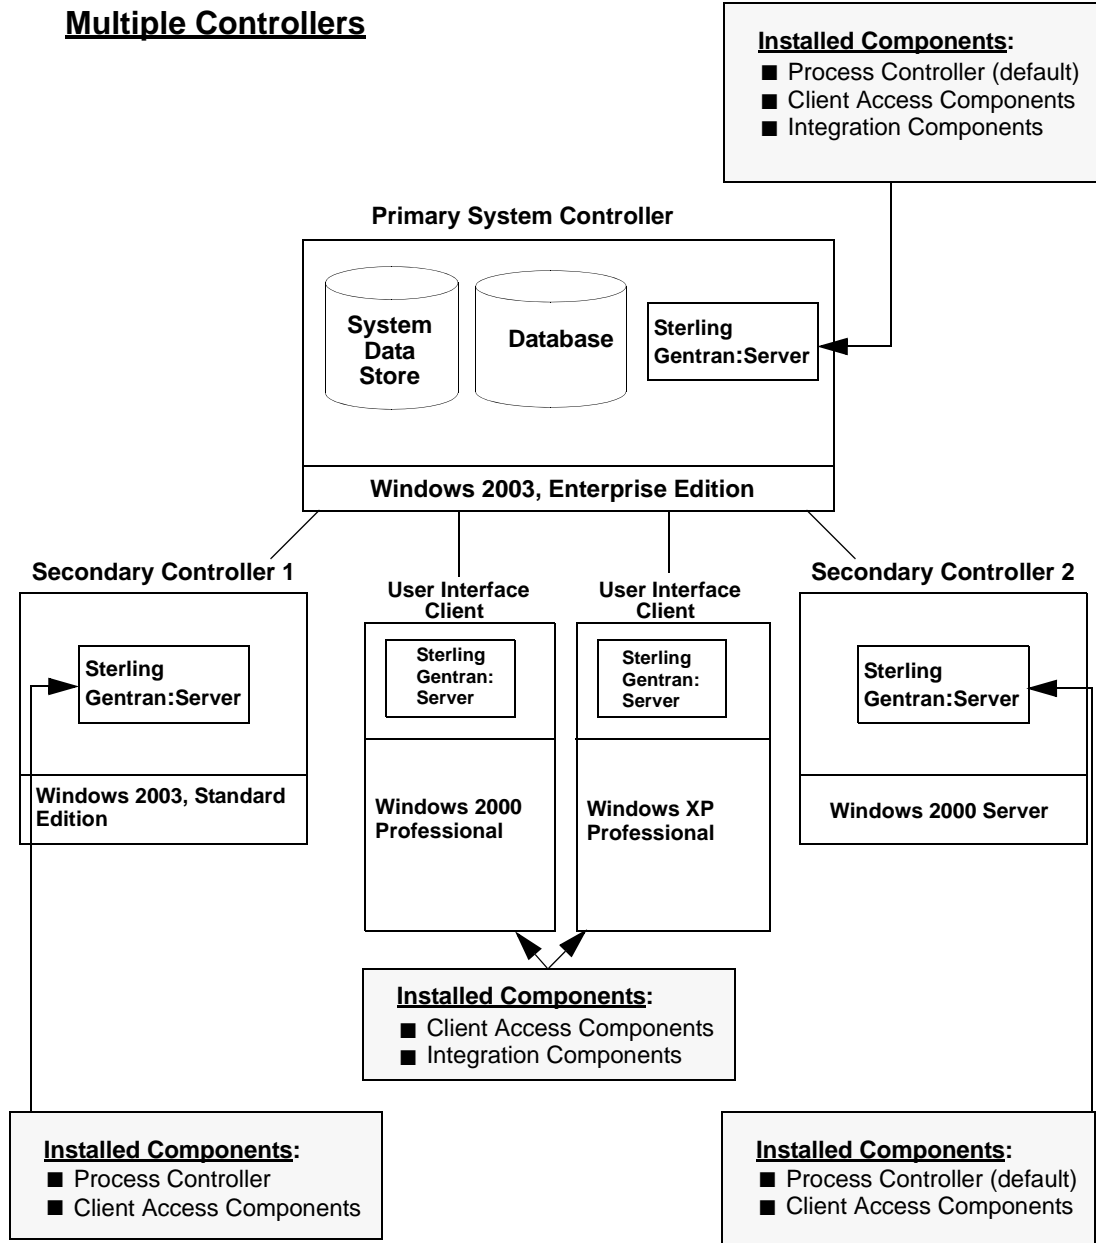 Multiple Controllers
Installed Components:
■ Process Controller (default)
■ Client Access Components
■ Integration Components
Primary System Controller
System
Data
Store
Database
Sterling
Gentran:Server
Windows 2003, Enterprise Edition
Secondary Controller 1
Sterling
Gentran:Server
Windows 2003, Standard
Edition
User Interface
Client
Sterling
Gentran:
Server
Windows 2000
Professional
User Interface
Client
Sterling
Gentran:
Server
Windows XP
Professional
Secondary Controller 2
Sterling
Gentran:Server
Windows 2000 Server
Installed Components:
■ Client Access Components
■ Integration Components
Installed Components:
■ Process Controller
■ Client Access Components
Installed Components:
■ Process Controller (default)
■ Client Access Components